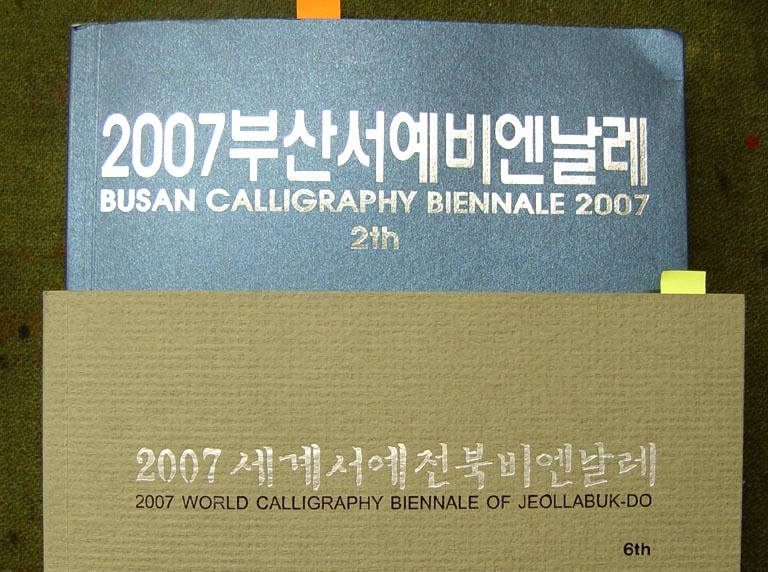 2007부산서예비엔날레
BUSAN CALLIGRAPHY BIENNALE 2007
2th
2007 세계서예전북비엔날레
2007 WORLD CALLIGRAPHY BIENNALE OF JEOLLABUK-DO
6th